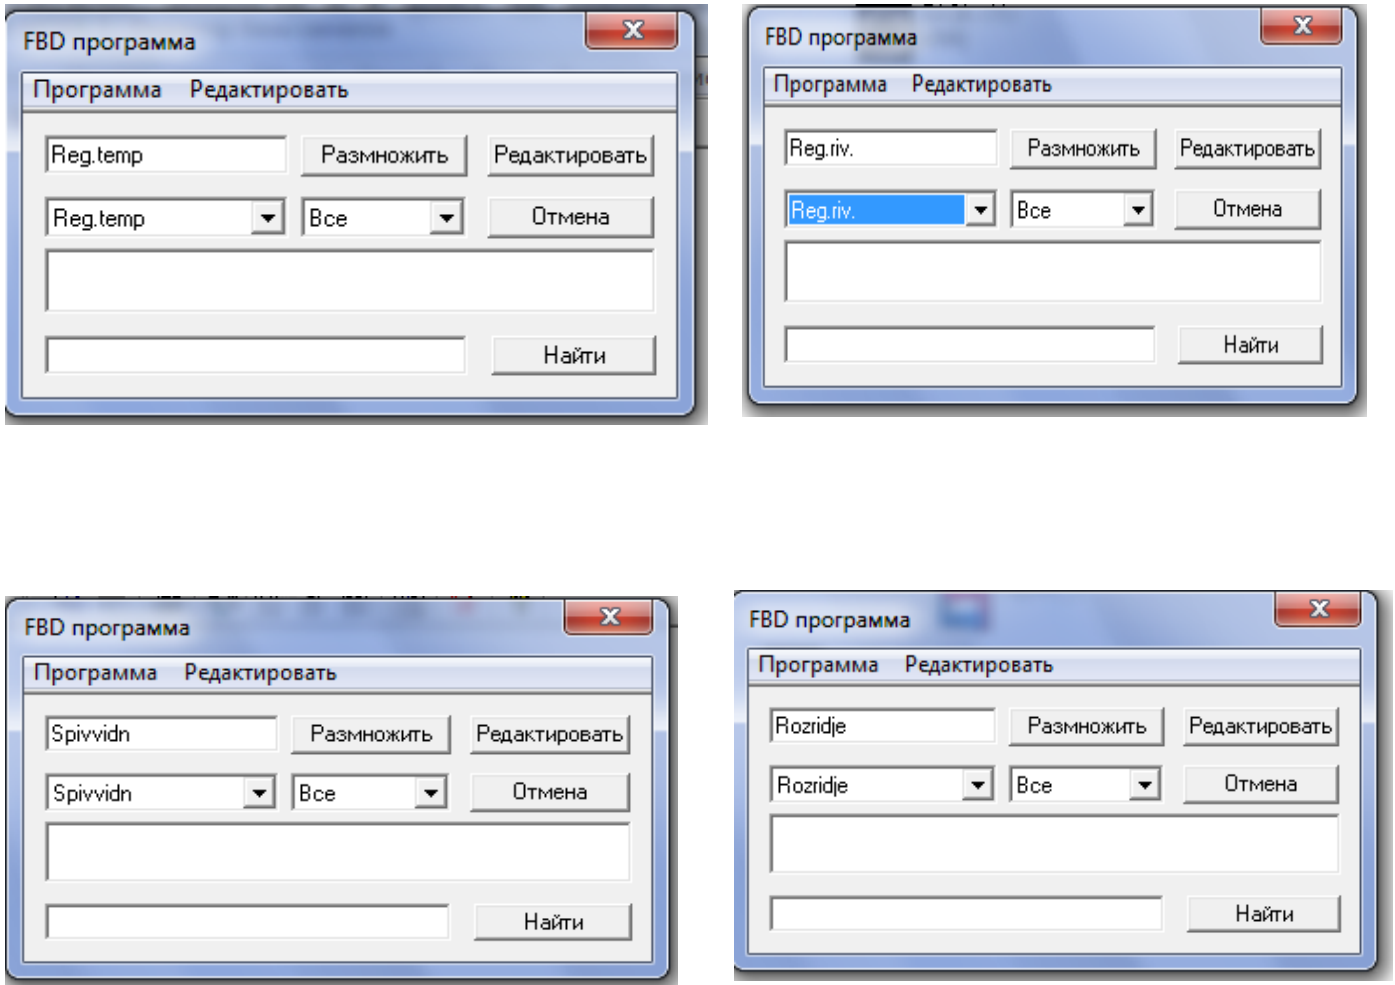 FBD программа
Программа Редактировать
Reg.temp Размножить Редактировать
Reg.temp Все Отмена
Найти
FBD программа
Программа Редактировать
Reg.riv. Размножить Редактировать
Reg.riv. Все Отмена
Найти
FBD программа
Программа Редактировать
Spivvidn Размножить Редактировать
Spivvidn Все Отмена
Найти
FBD программа
Программа Редактировать
Rozridje Размножить Редактировать
Rozridje Все Отмена
Найти